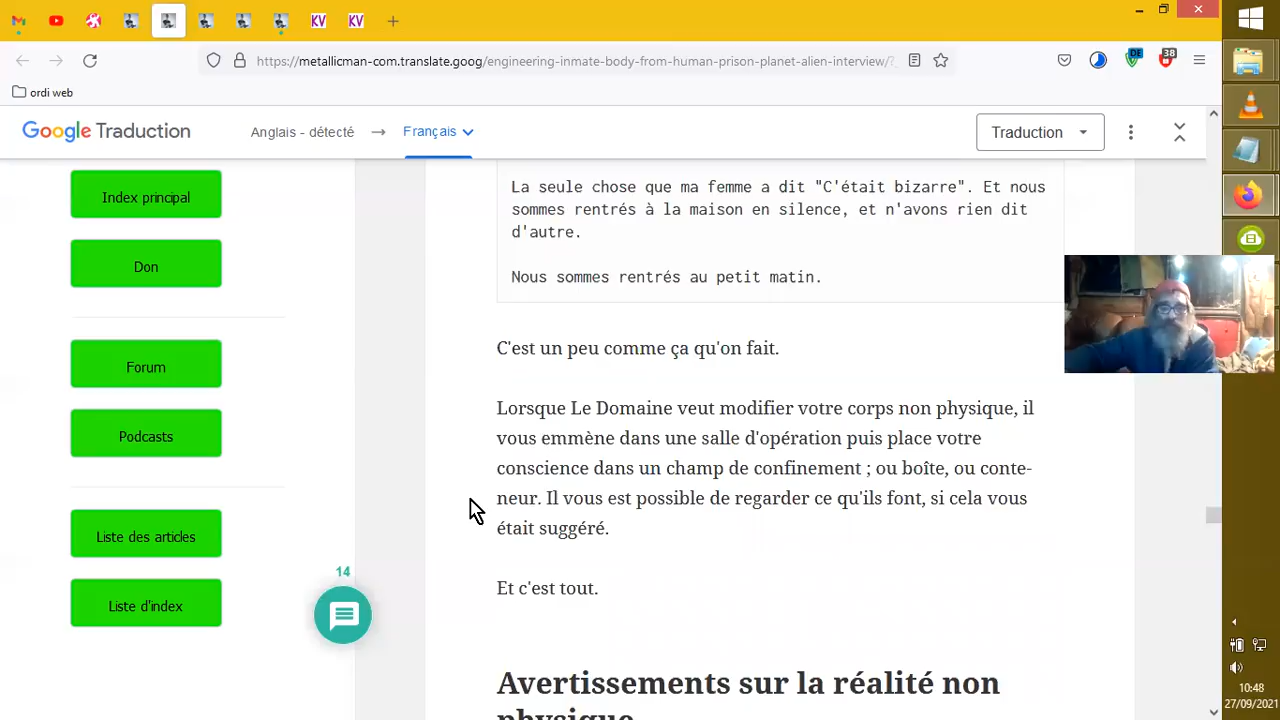 KV
KV
https://metallicman-com.translate.goog/engineering-inmate-body-from-human-prison-planet-alien-interview/?_
DE
38
ordi web
Google Traduction
Anglais - détecté
Français
Traduction
Index principal
Don
Forum
Podcasts
Liste des articles
Liste d'index
14
La seule chose que ma femme a dit "C'était bizarre". Et nous
sommes rentrés à la maison en silence, et n'avons rien dit
d'autre.
Nous sommes rentrés au petit matin.
C'est un peu comme ça qu'on fait.
Lorsque Le Domaine veut modifier votre corps non physique, il
vous emmène dans une salle d'opération puis place votre
conscience dans un champ de confinement ; ou boîte, ou conte-
neur. Il vous est possible de regarder ce qu'ils font, si cela vous
était suggéré.
Et c'est tout.
Avertissements sur la réalité non
physique
10:48
27/09/2021